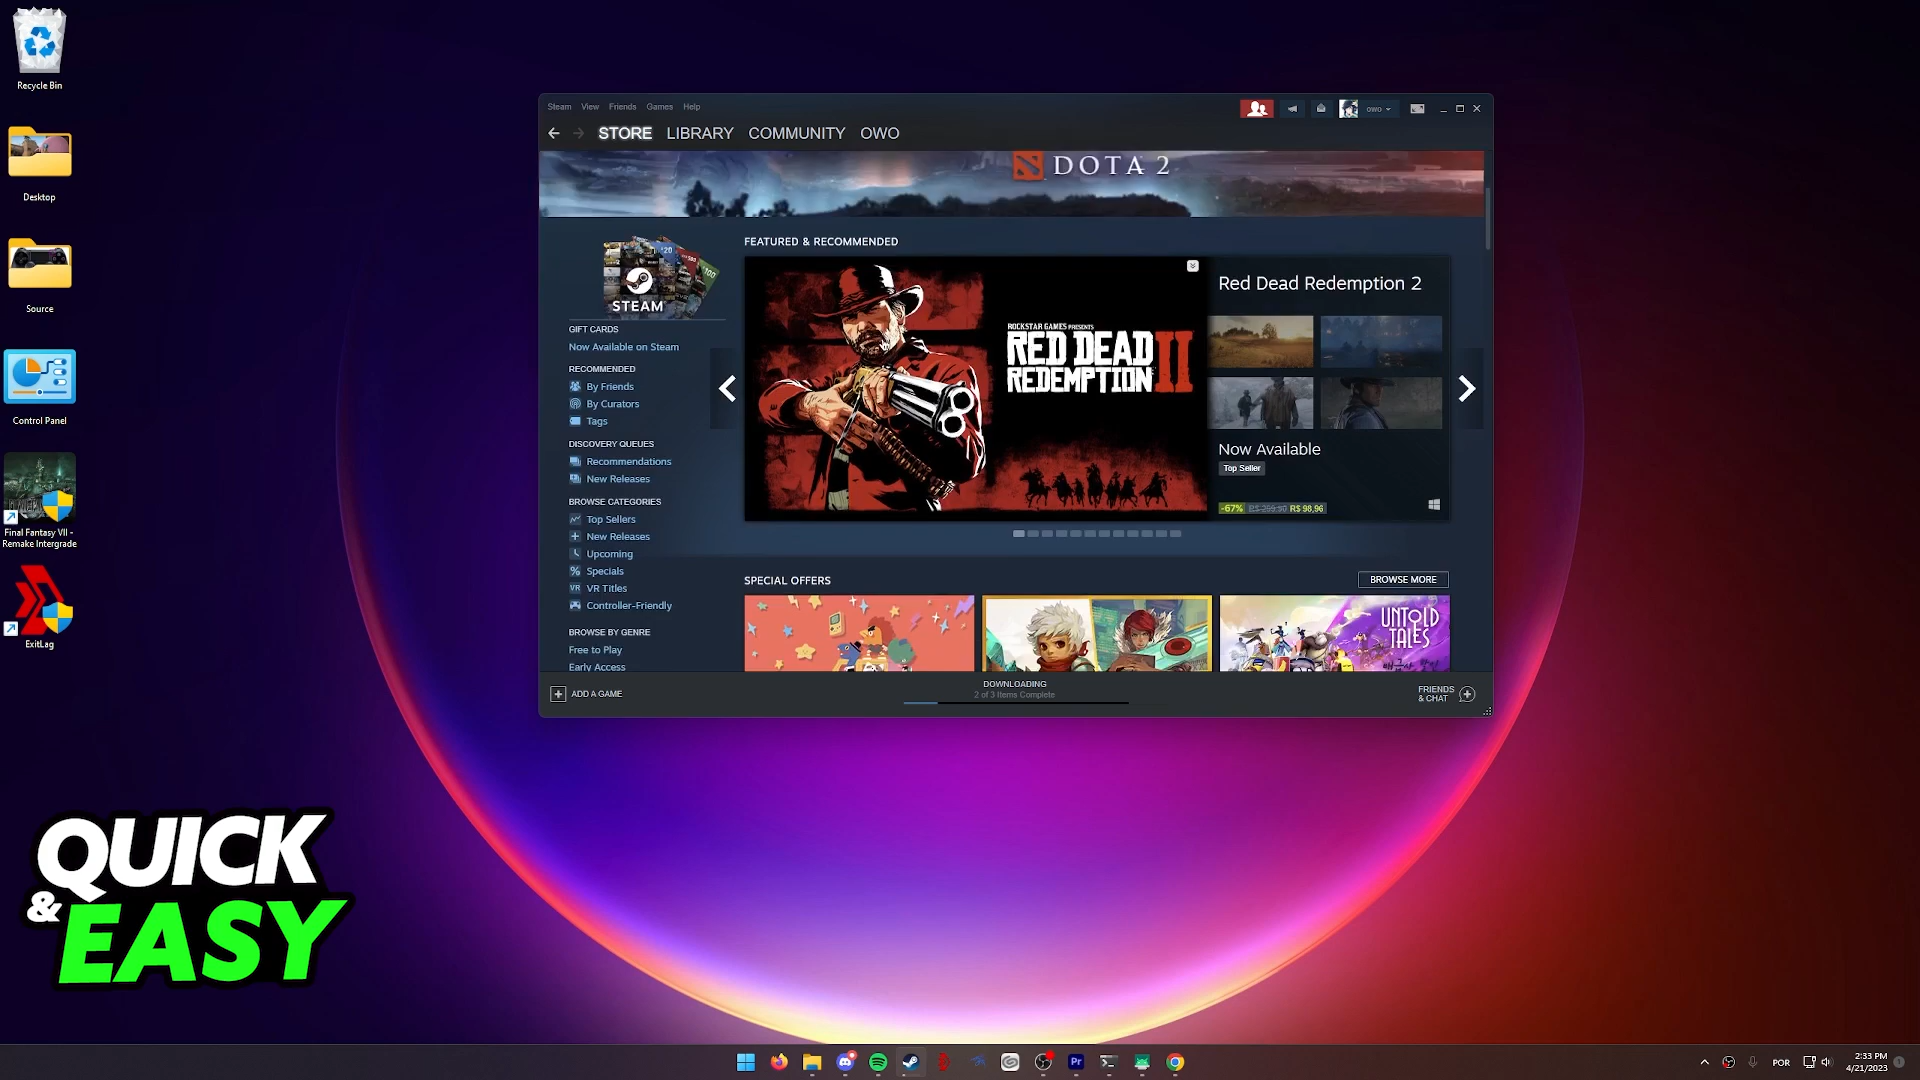 Recycle Bin
Desktop
Source
Control Panel
Final Fantasy VII -
Remake Intergrade
ExitLag
QUICK
& EASY
Steam View Friends Games Help
owo
STORE LIBRARY COMMUNITY OWO
DOTA 2
STEAM
GIFT CARDS
Now Available on Steam
RECOMMENDED
By Friends
By Curators
Tags
DISCOVERY QUEUES
Recommendations
New Releases
BROWSE CATEGORIES
Top Sellers
New Releases
Upcoming
Specials
VR VR Titles
Controller-Friendly
BROWSE BY GENRE
Free to Play
Early Access
FEATURED & RECOMMENDED
ROCKSTAR GAMES PRESENTS
RED DEAD
REDEMPTION II
Red Dead Redemption 2
Now Available
Top Seller
-67% R$ 299,90 R$ 98,96
SPECIAL OFFERS
BROWSE MORE
UNTOLD
TALES
ADD A GAME
DOWNLOADING
2 of 3 Items Complete
FRIENDS
& CHAT
Pr
POR
2:33 PM
4/21/2023